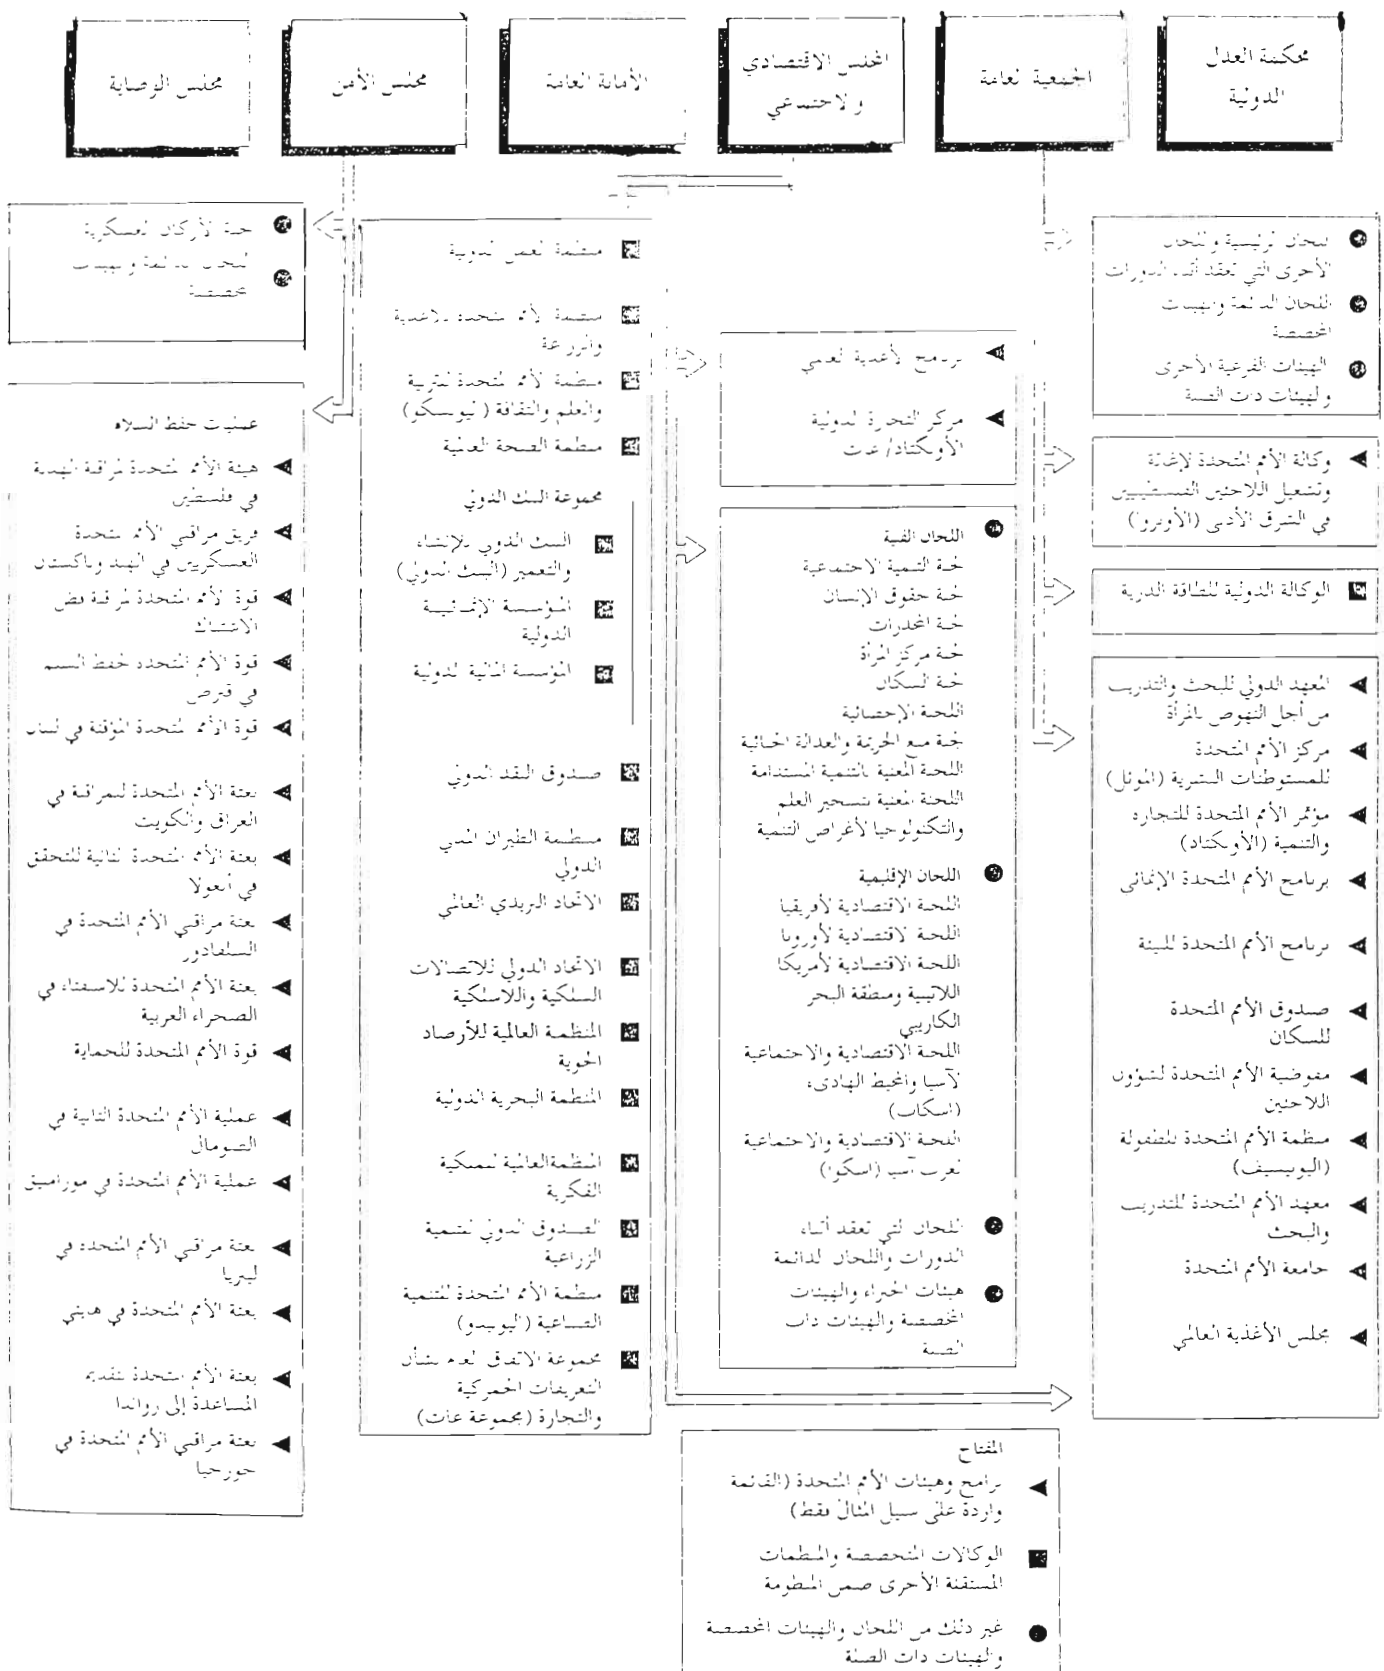 محكمة العدل
الدولية
الجمعية العامة
المجلس الاقتصادي
والاجتماعي
الأمانة العامة
مجلس الأمن
مجلس الوصاية
اللجان الرئيسية واللجان
الأخرى التي تعقد أثناء الدورات
اللجان الدائمة والهيئات
المخصصة
الهيئات الفرعية الأخرى
والهيئات ذات الصلة
وكالة الأمم المتحدة لإغاثة
وتشغيل اللاجئين الفلسطينيين
في الشرق الأدنى (الأونروا)
الوكالة الدولية للطاقة الذرية
المعهد الدولي للبحث والتدريب
من أجل النهوض بالمرأة
مركز الأمم المتحدة
للمستوطنات البشرية (الموئل)
مؤتمر الأمم المتحدة للتجارة
والتنمية (الأونكتاد)
برنامج الأمم المتحدة الإنمائي
برنامج الأمم المتحدة للبيئة
صندوق الأمم المتحدة
للسكان
مفوضية الأمم المتحدة لشؤون
اللاجئين
منظمة الأمم المتحدة للطفولة
(اليونيسيف)
معهد الأمم المتحدة للتدريب
والبحث
جامعة الأمم المتحدة
مجلس الأغذية العالمي
برنامج الأغذية العالمي
مركز التجارة الدولية
الأونكتاد/غات
اللجان الفنية
لجنة التنمية الاجتماعية
لجنة حقوق الإنسان
لجنة المخدرات
لجنة مركز المرأة
لجنة السكان
اللجنة الإحصائية
لجنة منع الجريمة والعدالة الجنائية
اللجنة المعنية بالتنمية المستدامة
اللجنة المعنية بتسخير العلم
والتكنولوجيا لأغراض التنمية
اللجان الإقليمية
اللجنة الاقتصادية لأفريقيا
اللجنة الاقتصادية لأوروبا
اللجنة الاقتصادية لأمريكا
اللاتينية ومنطقة البحر
الكاريبي
اللجنة الاقتصادية والاجتماعية
لآسيا والمحيط الهادىء
(اسكاب)
اللجنة الاقتصادية والاجتماعية
لغرب آسيا (اسكوا)
اللجان التي تعقد أثناء
الدورات واللجان الدائمة
هيئات الخبراء والهيئات
المخصصة والهيئات ذات
الصلة
منظمة العمل الدولية
منظمة الأمم المتحدة للأغذية
والزراعة
منظمة الأمم المتحدة للتربية
والعلم والثقافة (اليونسكو)
منظمة الصحة العالمية
مجموعة البنك الدولي
البنك الدولي للإنشاء
والتعمير (البنك الدولي)
المؤسسة الإنمائية
الدولية
المؤسسة المالية الدولية
صندوق النقد الدولي
منظمة الطيران المدني
الدولي
الاتحاد البريدي العالمي
الاتحاد الدولي للاتصالات
السلكية واللاسلكية
المنظمة العالمية للأرصاد
الجوية
المنظمة البحرية الدولية
المنظمة العالمية للملكية
الفكرية
الصندوق الدولي للتنمية
الزراعية
منظمة الأمم المتحدة للتنمية
الصناعية (اليونيدو)
مجموعة الاتفاق العام بشأن
التعريفات الجمركية
والتجارة (مجموعة غات)
لجنة الأركان العسكرية
اللجان الدائمة والهيئات
المخصصة
عمليات حفظ السلام
هيئة الأمم المتحدة لمراقبة الهدنة
في فلسطين
فريق مراقبي الأمم المتحدة
العسكريين في الهند وباكستان
قوة الأمم المتحدة لمراقبة فض
الاشتباك
قوة الأمم المتحدة لحفظ السلم
في قبرص
قوة الأمم المتحدة المؤقتة في لبنان
بعثة الأمم المتحدة للمراقبة في
العراق والكويت
بعثة الأمم المتحدة الثانية للتحقق
في أنغولا
بعثة مراقبي الأمم المتحدة في
السلفادور
بعثة الأمم المتحدة للاستفتاء في
الصحراء الغربية
قوة الأمم المتحدة للحماية
عملية الأمم المتحدة الثانية في
الصومال
عملية الأمم المتحدة في موزامبيق
بعثة مراقبي الأمم المتحدة في
ليبريا
بعثة الأمم المتحدة في هايتي
بعثة الأمم المتحدة لتقديم
المساعدة إلى رواندا
بعثة مراقبي الأمم المتحدة في
جورجيا
المفتاح
برامج وهيئات الأمم المتحدة (القائمة
واردة على سبيل المثال فقط)
الوكالات المتخصصة والمنظمات
المستقلة الأخرى ضمن المنظومة
غير ذلك من اللجان والهيئات المخصصة
والهيئات ذات الصلة